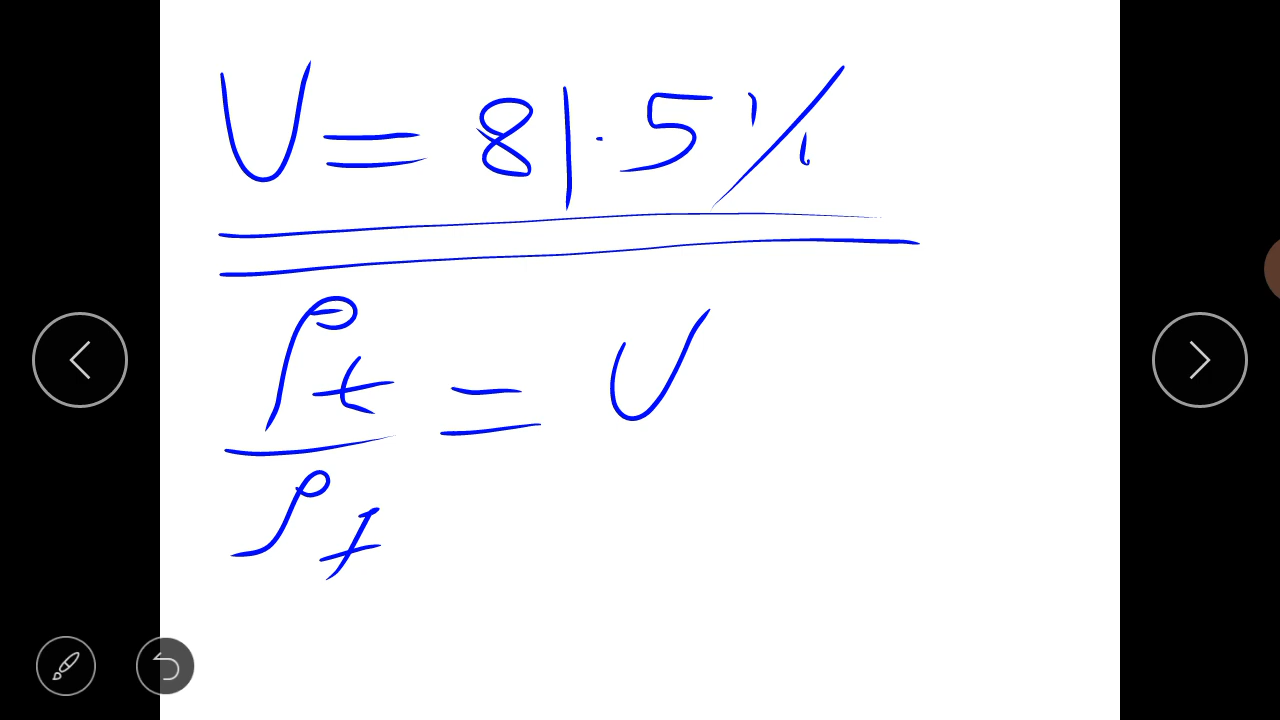 U = 81.5%
ρt = U
ρf